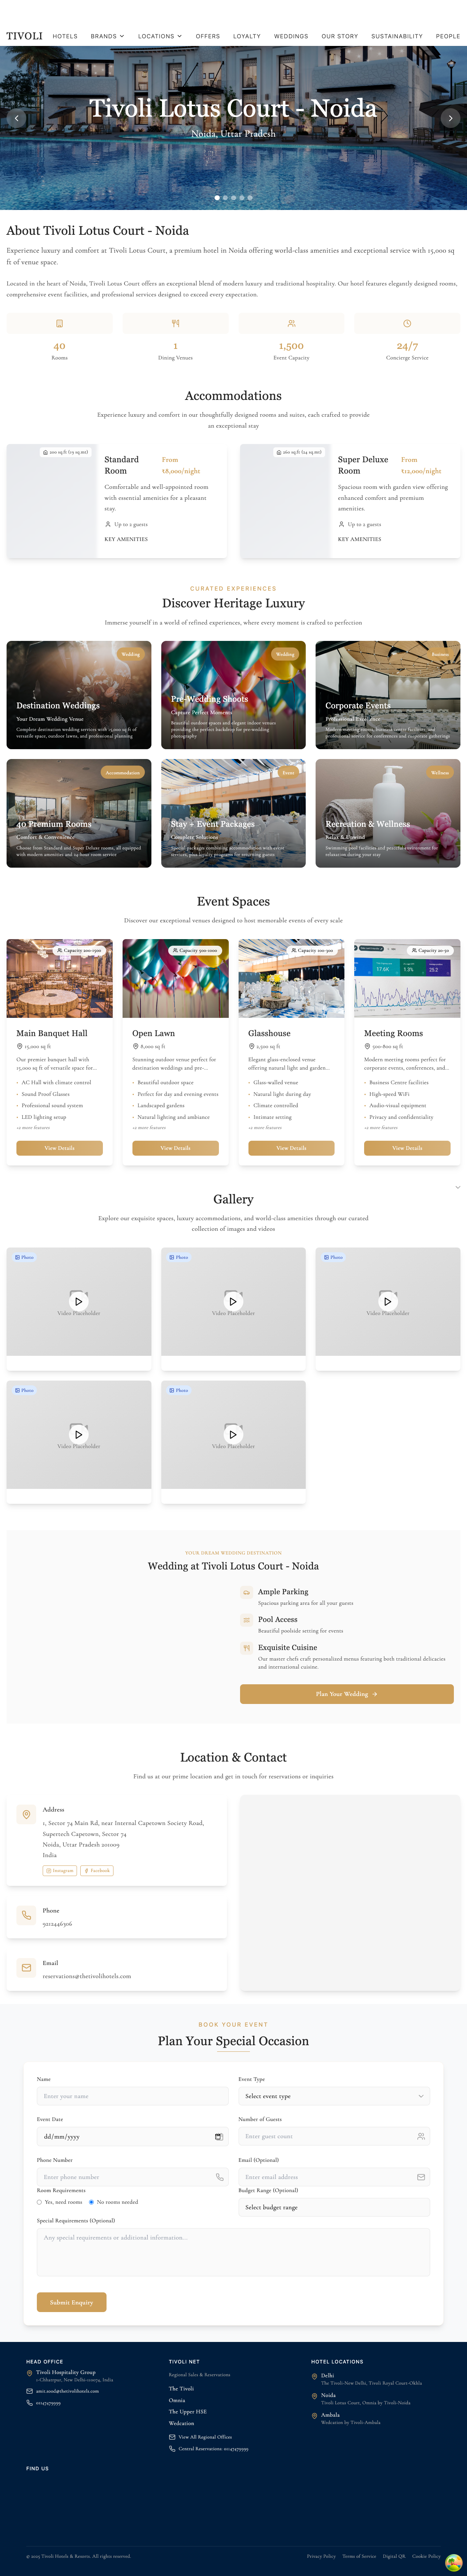 TIVOLI HOTELS BRANDS LOCATIONS OFFERS LOYALTY WEDDINGS OUR STORY SUSTAINABILITY PEOPLE
Tivoli Lotus Court - Noida
Noida, Uttar Pradesh
About Tivoli Lotus Court - Noida
Experience luxury and comfort at Tivoli Lotus Court, a premium hotel in Noida offering world-class amenities and exceptional service with 15,000 sq
ft of venue space.
Located in the heart of Noida, Tivoli Lotus Court offers an exceptional blend of modern luxury and traditional hospitality. Our hotel features elegantly designed rooms,
comprehensive event facilities, and professional services designed to exceed every expectation.
40
Rooms
1
Dining Venues
1,500
Event Capacity
24/7
Concierge Service
Accommodations
Experience luxury and comfort in our thoughtfully designed rooms and suites, each crafted to provide
an exceptional stay
Standard
Room
From
₹8,000/night
Comfortable and well-appointed room
with essential amenities for a pleasant
stay.
Up to 2 guests
KEY AMENITIES
Super Deluxe
Room
From
₹12,000/night
Spacious room with garden view offering
enhanced comfort and premium
amenities.
Up to 2 guests
KEY AMENITIES
CURATED EXPERIENCES
Discover Heritage Luxury
Immerse yourself in a world of refined experiences, where every moment is crafted to perfection
Wedding
Destination Weddings
Your Dream Wedding Venue
Complete destination wedding services with 15,000 sq ft of
versatile space, outdoor lawns, and professional planning
Wedding
Pre-Wedding Shoots
Capture Perfect Moments
Beautiful outdoor spaces and elegant indoor venues
providing the perfect backdrop for pre-wedding
photography
Business
Corporate Events
Professional Excellence
Modern meeting rooms, business center facilities, and
professional service for conferences and corporate gatherings
Accommodation
40 Premium Rooms
Comfort & Convenience
Choose from Standard and Super Deluxe rooms, all equipped
with modern amenities and 24-hour room service
Event
Stay + Event Packages
Complete Solutions
Special packages combining accommodation with event
services, plus loyalty programs for returning guests
Wellness
Recreation & Wellness
Relax & Unwind
Swimming pool facilities and peaceful environment for
relaxation during your stay
Event Spaces
Discover our exceptional venues designed to host memorable events of every scale
Capacity 200-1500
Main Banquet Hall
15,000 sq ft
Our premier banquet hall with
15,000 sq ft of versatile space for...
• AC Hall with climate control
• Sound Proof Glasses
• Professional sound system
• LED lighting setup
+2 more features
View Details
Capacity 500-1000
Open Lawn
8,000 sq ft
Stunning outdoor venue perfect for
destination weddings and pre-...
• Beautiful outdoor space
• Perfect for day and evening events
• Landscaped gardens
• Natural lighting and ambiance
+2 more features
View Details
Capacity 100-300
Glasshouse
2,500 sq ft
Elegant glass-enclosed venue
offering natural light and garden...
• Glass-walled venue
• Natural light during day
• Climate controlled
• Intimate setting
+2 more features
View Details
Capacity 20-50
Meeting Rooms
500-800 sq ft
Modern meeting rooms perfect for
corporate events, conferences, and...
• Business Centre facilities
• High-speed WiFi
• Audio-visual equipment
• Privacy and confidentiality
+2 more features
View Details
Gallery
Explore our exquisite spaces, luxury accommodations, and world-class amenities through our curated
collection of images and videos
Photo
Video Placeholder
Photo
Video Placeholder
Photo
Video Placeholder
Photo
Video Placeholder
Photo
Video Placeholder
YOUR DREAM WEDDING DESTINATION
Wedding at Tivoli Lotus Court - Noida
Ample Parking
Spacious parking area for all your guests
Pool Access
Beautiful poolside setting for events
Exquisite Cuisine
Our master chefs craft personalized menus featuring both traditional delicacies
and international cuisine.
Plan Your Wedding →
Location & Contact
Find us at our prime location and get in touch for reservations or inquiries
Address
1, Sector 74 Main Rd, near Internal Capetown Society Road,
Supertech Capetown, Sector 74
Noida, Uttar Pradesh 201009
India
Instagram Facebook
Phone
9212446306
Email
reservations@thetivolihotels.com
BOOK YOUR EVENT
Plan Your Special Occasion
Name
Enter your name
Event Type
Select event type
Event Date
dd/mm/yyyy
Number of Guests
Enter guest count
Phone Number
Enter phone number
Email (Optional)
Enter email address
Room Requirements
Yes, need rooms No rooms needed
Budget Range (Optional)
Select budget range
Special Requirements (Optional)
Any special requirements or additional information...
Submit Enquiry
HEAD OFFICE
Tivoli Hospitality Group
1 Chhatarpur, New Delhi-110074, India
amit.sood@thetivolihotels.com
TIVOLI NET
Regional Sales & Reservations
The Tivoli
Omnia
The Upper HSE
Wedcation
View All Regional Offices
HOTEL LOCATIONS
Delhi
The Tivoli-New Delhi, Tivoli Royal Court-Okhla
Noida
Tivoli Lotus Court, Omnia by Tivoli-Noida
Ambala
Wedcation by Tivoli-Ambala
FIND US
© 2025 Tivoli Hotels & Resorts. All rights reserved.
Privacy Policy Terms of Service Digital QR Cookie Policy